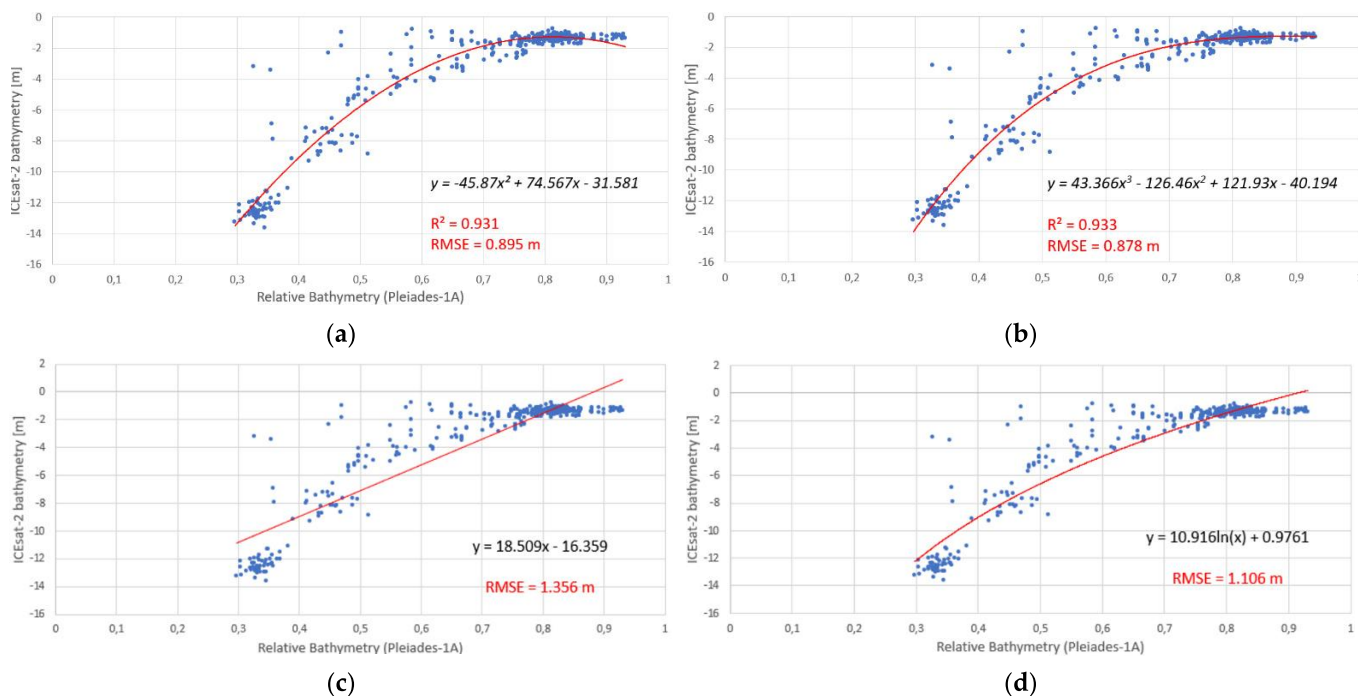 0
-2
-4
-6
-8
-10
-12
-14
-16
ICEsat-2 bathymetry [m]
y = -45.87x² + 74.567x - 31.581
R² = 0.931
RMSE = 0.895 m
0 0,1 0,2 0,3 0,4 0,5 0,6 0,7 0,8 0,9 1
Relative Bathymetry (Pleiades-1A)
(a)
0
-2
-4
-6
-8
-10
-12
-14
-16
ICEsat-2 bathymetry [m]
y = 43.366x³ - 126.46x² + 121.93x - 40.194
R² = 0.933
RMSE = 0.878 m
0 0,1 0,2 0,3 0,4 0,5 0,6 0,7 0,8 0,9 1
Relative Bathymetry (Pleiades-1A)
(b)
2
0
-2
-4
-6
-8
-10
-12
-14
-16
ICEsat-2 bathymetry [m]
y = 18.509x - 16.359
RMSE = 1.356 m
0 0,1 0,2 0,3 0,4 0,5 0,6 0,7 0,8 0,9 1
Relative Bathymetry (Pleiades-1A)
(c)
2
0
-2
-4
-6
-8
-10
-12
-14
-16
ICEsat-2 bathymetry [m]
y = 10.916ln(x) + 0.9761
RMSE = 1.106 m
0 0,1 0,2 0,3 0,4 0,5 0,6 0,7 0,8 0,9 1
Relative Bathymetry (Pleiades-1A)
(d)